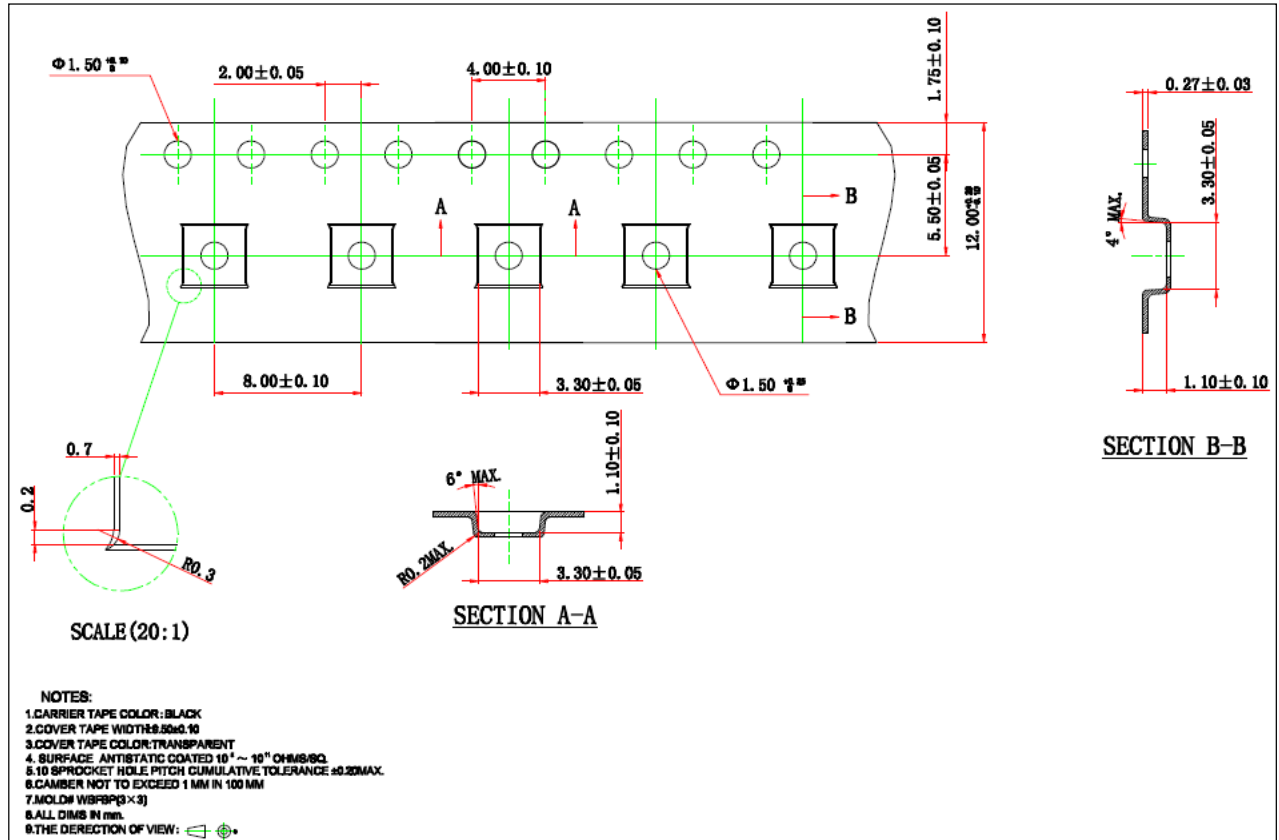 Φ1.50 +0.10 0
2.00±0.05
4.00±0.10
1.75±0.10
0.27±0.03
5.50±0.05
12.00
3.30±0.05
4° MAX.
A
A
B
B
8.00±0.10
3.30±0.05
Φ1.50
1.10±0.10
SECTION B-B
0.7
0.2
R0.3
SCALE(20:1)
6° MAX.
1.10±0.10
R0.2MAX.
3.30±0.05
SECTION A-A
NOTES:
1.CARRIER TAPE COLOR:BLACK
2.COVER TAPE WIDTH:9.50±0.10
3.COVER TAPE COLOR:TRANSPARENT
4. SURFACE ANTISTATIC COATED ~ 10¹¹ OHMS/SQ.
5.10 SPROCKET HOLE PITCH CUMULATIVE TOLERANCE ±0.20MAX.
6.CAMBER NOT TO EXCEED 1 MM IN 100 MM
7.MOLD# (3×3)
8.ALL DIMS IN mm.
9.THE DERECTION OF VIEW: